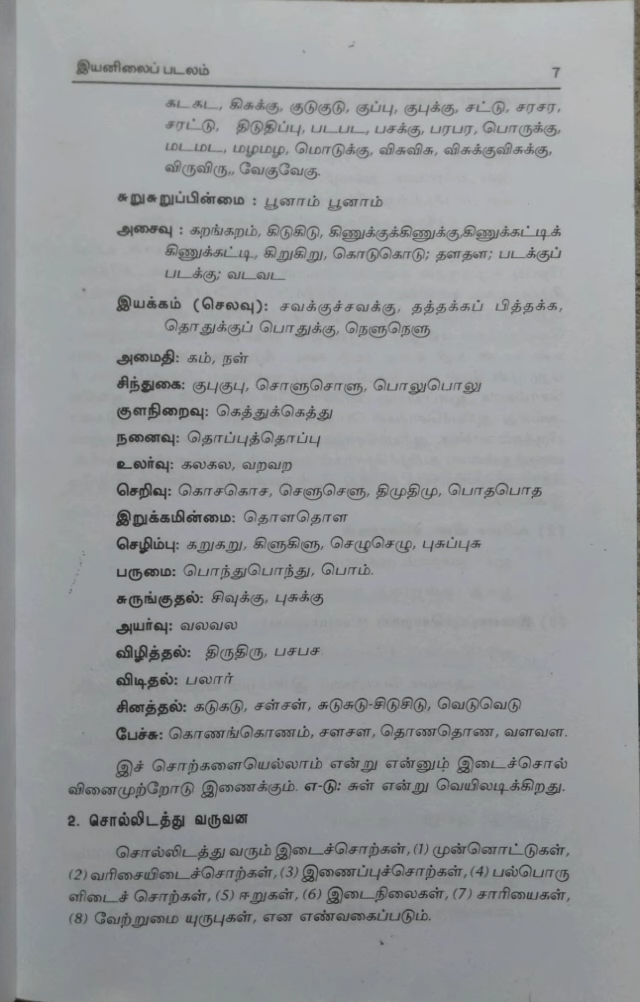 இயனிலைப் படலம் 7
கடகட, கிசுக்கு, குடுகுடு, குப்பு, குபுக்கு, சட்டு, சரசர,
சரட்டு, திடுதிப்பு, படபட, பசக்கு, பரபர, பொருக்கு,
மடமட, மழமழ, மொடுக்கு, விசுவிசு, விசுக்குவிசுக்கு,
விருவிரு,, வேகுவேகு.
சுறுசுறுப்பின்மை : பூனாம் பூனாம்
அசைவு : கறங்கறம், கிடுகிடு, கிணுக்குக்கிணுக்கு,கிணுக்கட்டிக்
கிணுக்கட்டி, கிறுகிறு, கொடுகொடு; தளதள; படக்குப்
படக்கு; வடவட
இயக்கம் (செலவு): சவக்குச்சவக்கு, தத்தக்கப் பித்தக்க,
தொதுக்குப் பொதுக்கு, நெளுநெளு
அமைதி: கம், நள்
சிந்துகை: குபுகுபு, சொளுசொளு, பொலுபொலு
குளநிறைவு: கெத்துக்கெத்து
நனைவு: தொப்புத்தொப்பு
உலர்வு: கலகல, வறவற
செறிவு: கொசகொச, செளுசெளு, திமுதிமு, பொதபொத
இறுக்கமின்மை: தொளதொள
செழிம்பு: கறுகறு, கிளுகிளு, செழுசெழு, புசுப்புசு
பருமை: பொந்துபொந்து, பொம்.
சுருங்குதல்: சிவுக்கு, புசுக்கு
அயர்வு: வலவல
விழித்தல்: திருதிரு, பசபச
விடிதல்: பலார்
சினத்தல்: கடுகடு, சள்சள், சுடுசுடு-சிடுசிடு, வெடுவெடு
பேச்சு: கொணங்கொணம், சளசள, தொணதொண, வளவள.
இச் சொற்களையெல்லாம் என்று என்னும் இடைச்சொல்
வினைமுற்றோடு இணைக்கும். எ-டு: சுள் என்று வெயிலடிக்கிறது.
2. சொல்லிடத்து வருவன
சொல்லிடத்து வரும் இடைச்சொற்கள், (1) முன்னொட்டுகள்,
(2) வரிசையிடைச்சொற்கள், (3) இணைப்புச்சொற்கள், (4) பல்பொரு
ளிடைச் சொற்கள், (5) ஈறுகள், (6) இடைநிலைகள், (7) சாரியைகள்,
(8) வேற்றுமை யுருபுகள், என எண்வகைப்படும்.